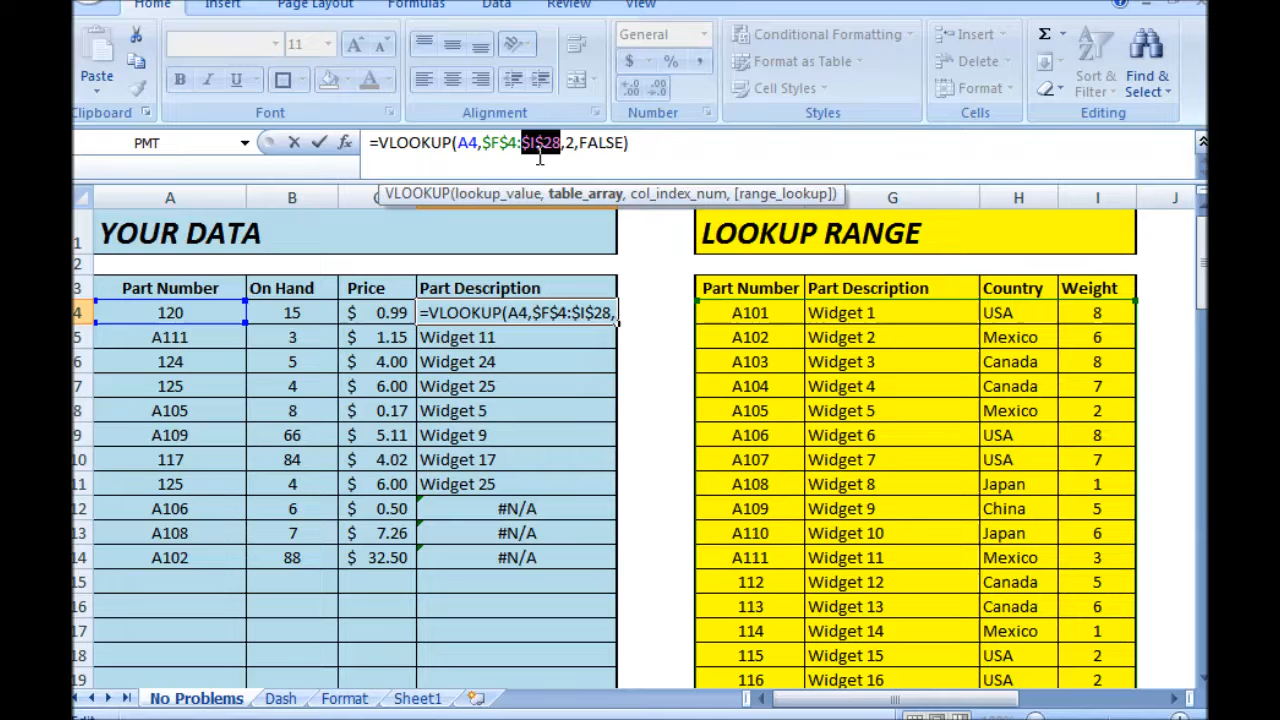 Home Insert Page Layout Formulas Data Review View
Paste
11
General
Conditional Formatting
Format as Table
Cell Styles
Insert
Delete
Format
Σ
Sort & Filter
Find & Select
B I U
$ % ,
Clipboard Font Alignment Number Styles Cells Editing
PMT fx =VLOOKUP(A4,$F$4:$I$28,2,FALSE)
VLOOKUP(lookup_value, table_array, col_index_num, [range_lookup])
A B C G H I J
1 YOUR DATA LOOKUP RANGE
2
3 Part Number On Hand Price Part Description Part Number Part Description Country Weight
4 120 15 $ 0.99 =VLOOKUP(A4,$F$4:$I$28, A101 Widget 1 USA 8
5 A111 3 $ 1.15 Widget 11 A102 Widget 2 Mexico 6
6 124 5 $ 4.00 Widget 24 A103 Widget 3 Canada 8
7 125 4 $ 6.00 Widget 25 A104 Widget 4 Canada 7
8 A105 8 $ 0.17 Widget 5 A105 Widget 5 Mexico 2
9 A109 66 $ 5.11 Widget 9 A106 Widget 6 USA 8
10 117 84 $ 4.02 Widget 17 A107 Widget 7 USA 7
11 125 4 $ 6.00 Widget 25 A108 Widget 8 Japan 1
12 A106 6 $ 0.50 #N/A A109 Widget 9 China 5
13 A108 7 $ 7.26 #N/A A110 Widget 10 Japan 6
14 A102 88 $ 32.50 #N/A A111 Widget 11 Mexico 3
15 112 Widget 12 Canada 5
16 113 Widget 13 Canada 6
17 114 Widget 14 Mexico 1
18 115 Widget 15 USA 2
19 116 Widget 16 USA 2
No Problems Dash Format Sheet1